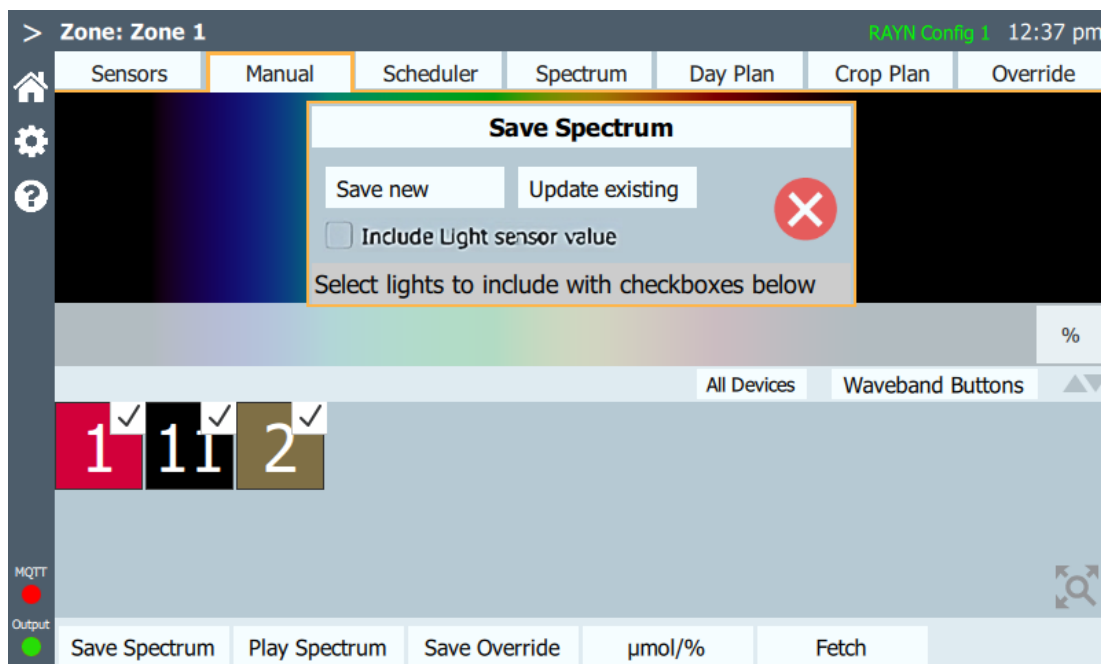 > Zone: Zone 1 RAYN Config 1 12:37 pm
Sensors Manual Scheduler Spectrum Day Plan Crop Plan Override
Save Spectrum
Save new Update existing
Include Light sensor value
Select lights to include with checkboxes below
%
All Devices Waveband Buttons
1 11 2
MQTT
Output
Save Spectrum Play Spectrum Save Override µmol/% Fetch